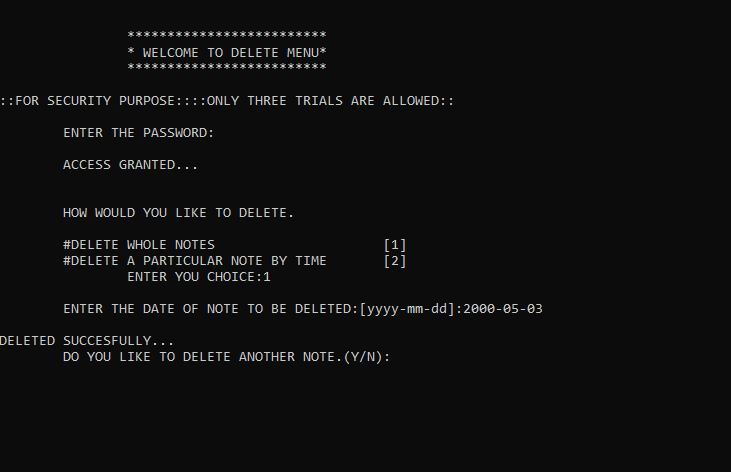 *************************
* WELCOME TO DELETE MENU*
*************************
::FOR SECURITY PURPOSE::::ONLY THREE TRIALS ARE ALLOWED::
ENTER THE PASSWORD:
ACCESS GRANTED...
HOW WOULD YOU LIKE TO DELETE.
#DELETE WHOLE NOTES [1]
#DELETE A PARTICULAR NOTE BY TIME [2]
ENTER YOU CHOICE:1
ENTER THE DATE OF NOTE TO BE DELETED:[yyyy-mm-dd]:2000-05-03
DELETED SUCCESFULLY...
DO YOU LIKE TO DELETE ANOTHER NOTE.(Y/N):